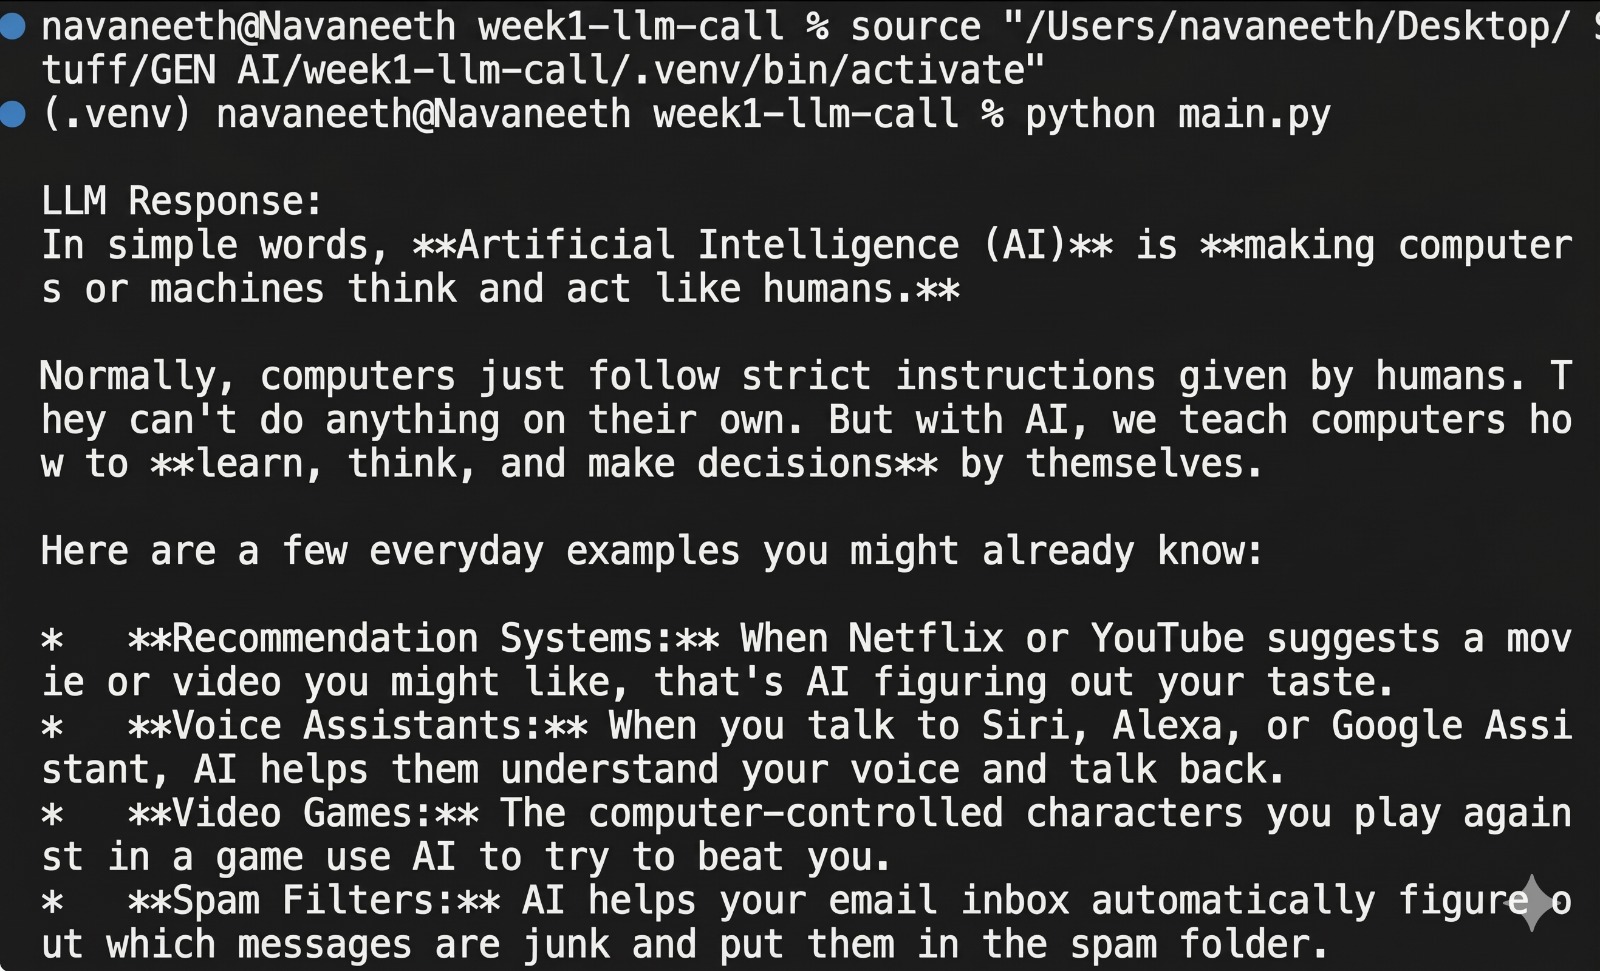 navaneeth@Navaneeth week1-llm-call % source "/Users/navaneeth/Desktop/ S
tuff/GEN AI/week1-llm-call/.venv/bin/activate"
(.venv) navaneeth@Navaneeth week1-llm-call % python main.py
LLM Response:
In simple words, **Artificial Intelligence (AI)** is **making computer
s or machines think and act like humans.**
Normally, computers just follow strict instructions given by humans. T
hey can't do anything on their own. But with AI, we teach computers ho
w to **learn, think, and make decisions** by themselves.
Here are a few everyday examples you might already know:
*   **Recommendation Systems:** When Netflix or YouTube suggests a mov
ie or video you might like, that's AI figuring out your taste.
*   **Voice Assistants:** When you talk to Siri, Alexa, or Google Assi
stant, AI helps them understand your voice and talk back.
*   **Video Games:** The computer-controlled characters you play again
st in a game use AI to try to beat you.
*   **Spam Filters:** AI helps your email inbox automatically figure o
ut which messages are junk and put them in the spam folder.